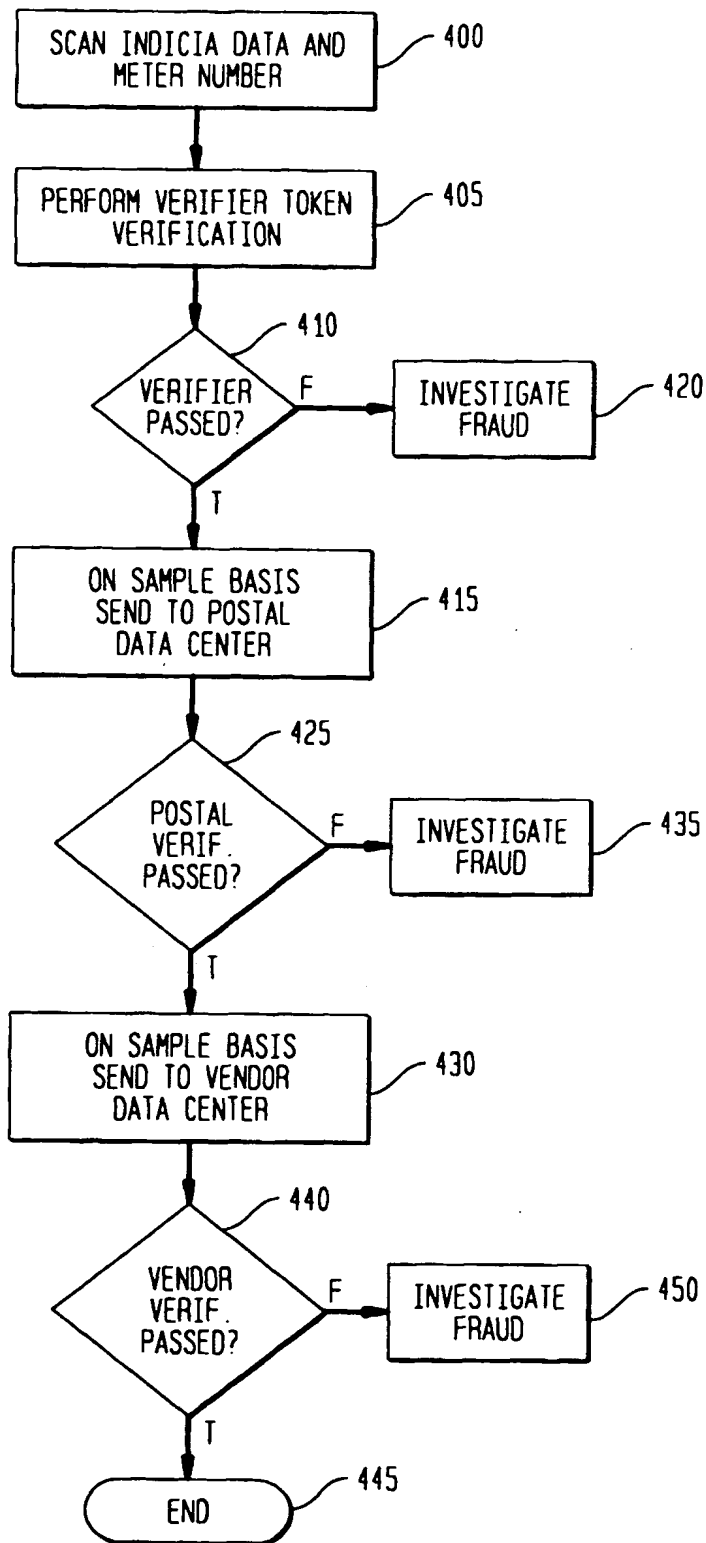 SCAN INDICIA DATA AND
METER NUMBER
400
PERFORM VERIFIER TOKEN
VERIFICATION
405
410
VERIFIER
PASSED?
F
INVESTIGATE
FRAUD
420
T
ON SAMPLE BASIS
SEND TO POSTAL
DATA CENTER
415
425
POSTAL
VERIF.
PASSED?
F
INVESTIGATE
FRAUD
435
T
ON SAMPLE BASIS
SEND TO VENDOR
DATA CENTER
430
440
VENDOR
VERIF.
PASSED?
F
INVESTIGATE
FRAUD
450
T
END
445